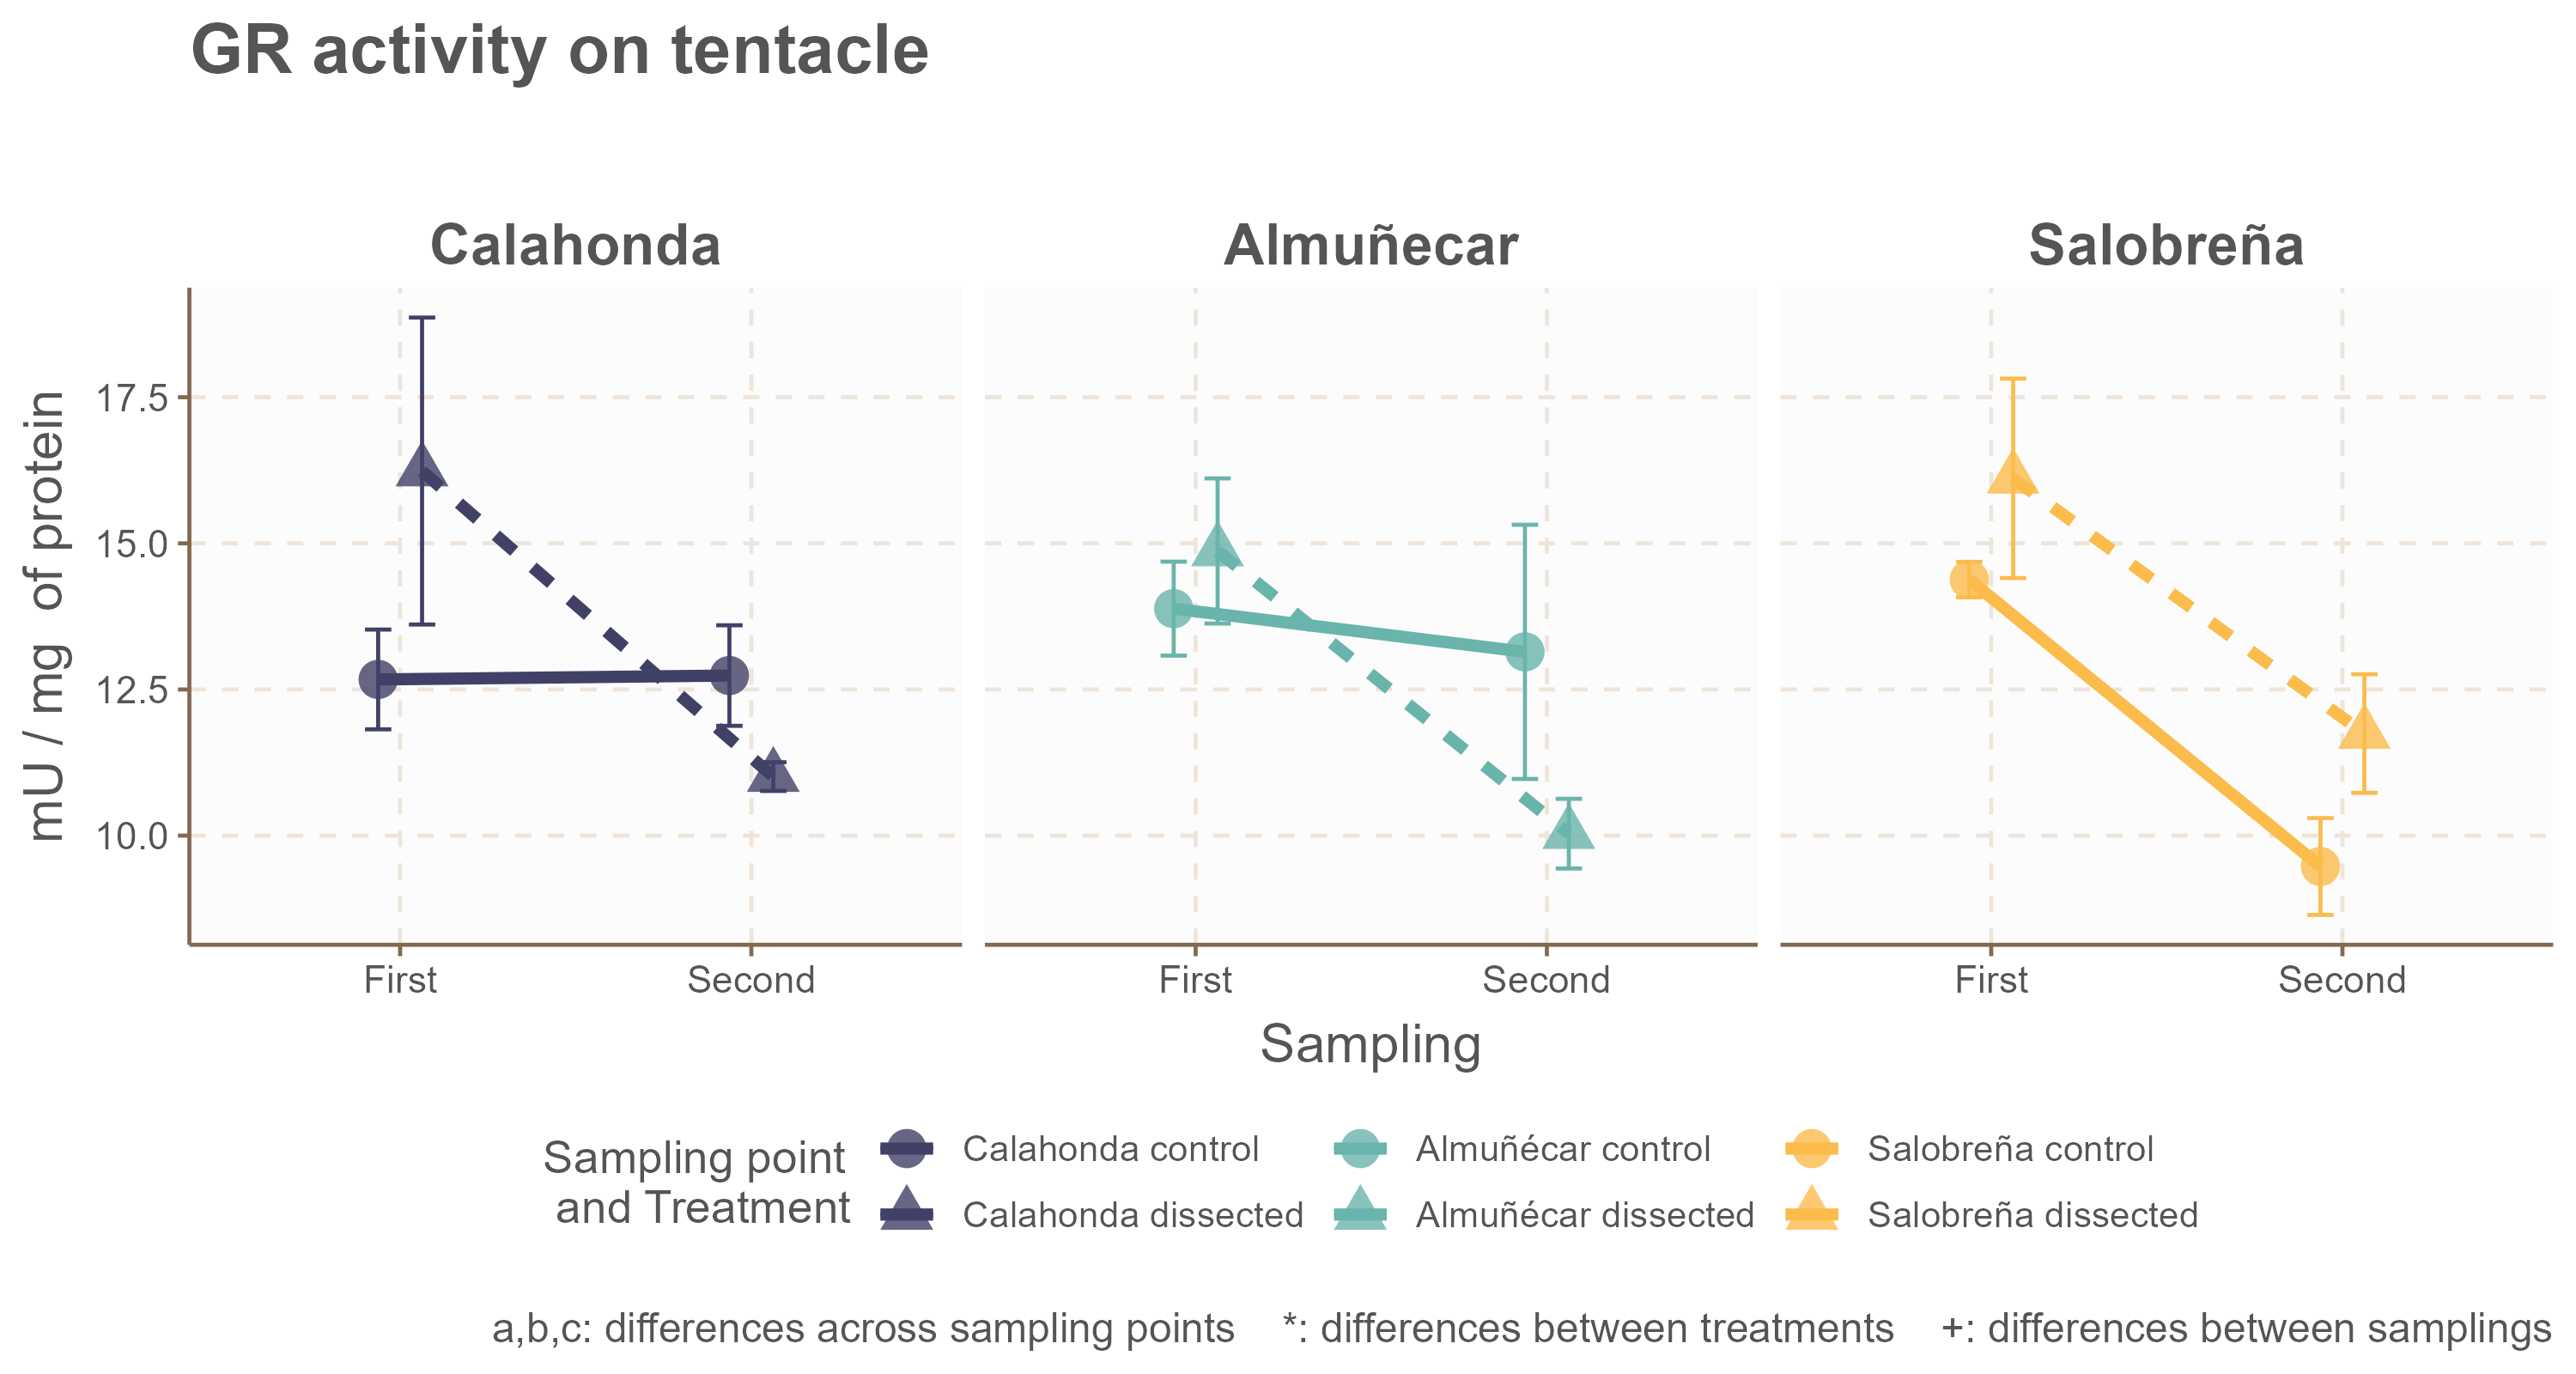 GR activity on tentacle
Calahonda
Almuñecar
Salobreña
mU / mg of protein
17.5
15.0
12.5
10.0
First
Second
First
Second
First
Second
Sampling
Sampling point
and Treatment
Calahonda control
Almuñécar control
Salobreña control
Calahonda dissected
Almuñécar dissected
Salobreña dissected
a,b,c: differences across sampling points *: differences between treatments +: differences between samplings